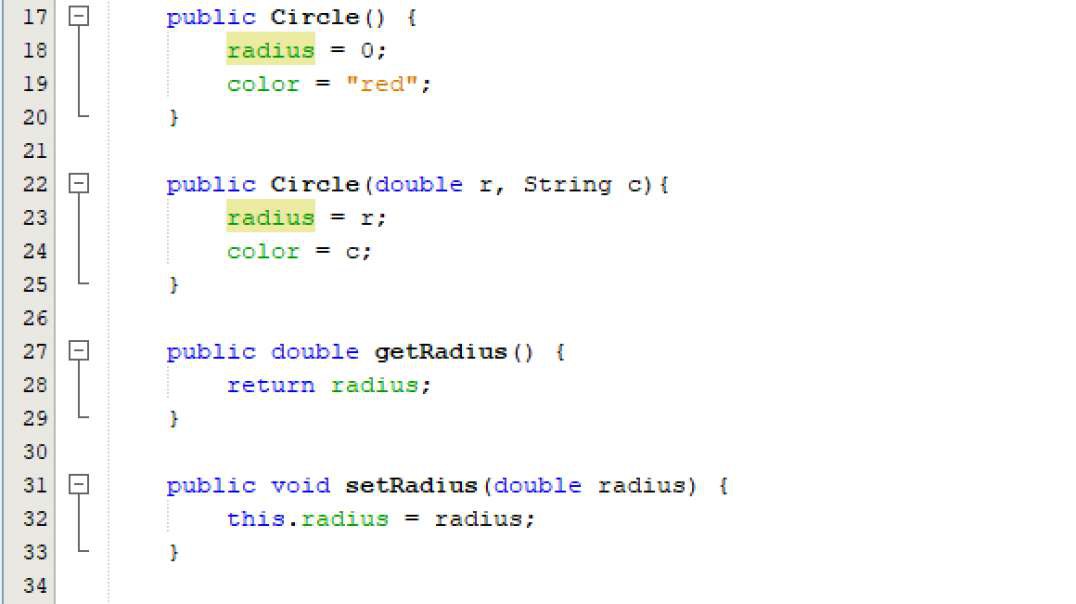 17 public Circle() {
18 radius = 0;
19 color = "red";
20 }
21
22 public Circle(double r, String c){
23 radius = r;
24 color = c;
25 }
26
27 public double getRadius() {
28 return radius;
29 }
30
31 public void setRadius(double radius) {
32 this.radius = radius;
33 }
34